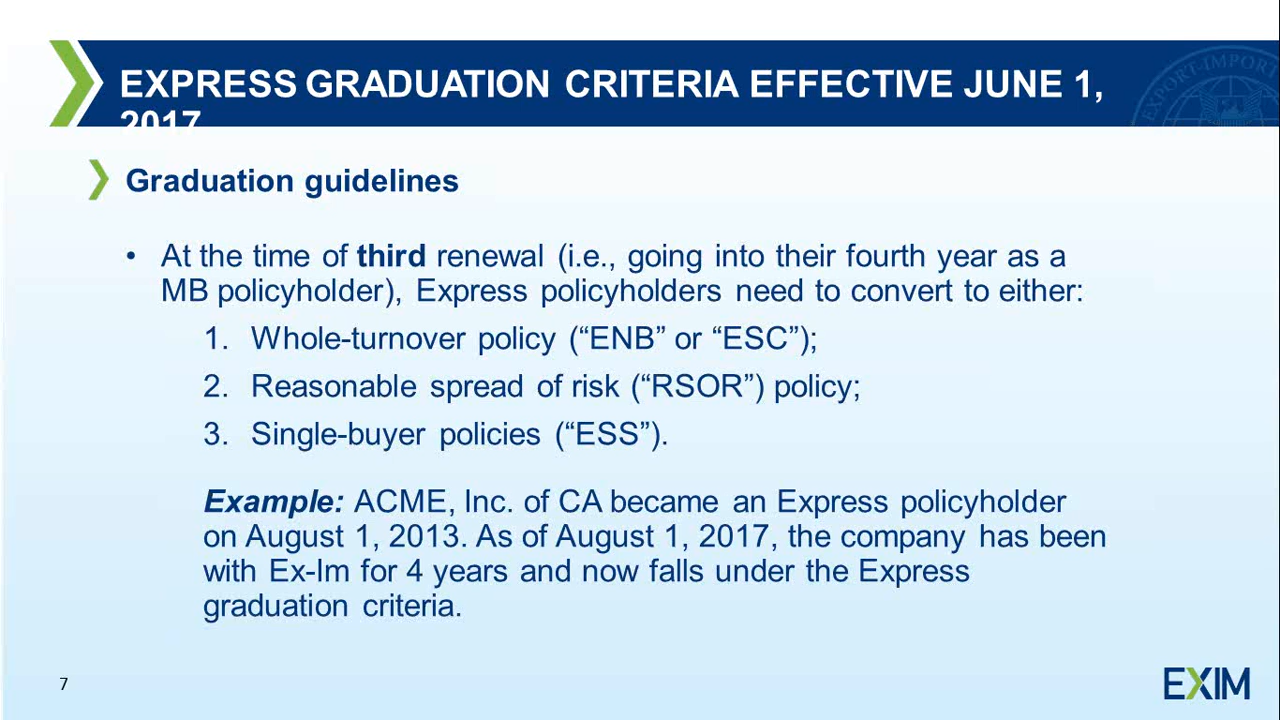 EXPRESS GRADUATION CRITERIA EFFECTIVE JUNE 1,
2017
EXPORT-IMPORT
Graduation guidelines
• At the time of third renewal (i.e., going into their fourth year as a
MB policyholder), Express policyholders need to convert to either:
1. Whole-turnover policy (“ENB” or “ESC”);
2. Reasonable spread of risk (“RSOR”) policy;
3. Single-buyer policies (“ESS”).
Example: ACME, Inc. of CA became an Express policyholder
on August 1, 2013. As of August 1, 2017, the company has been
with Ex-Im for 4 years and now falls under the Express
graduation criteria.
7
EXIM